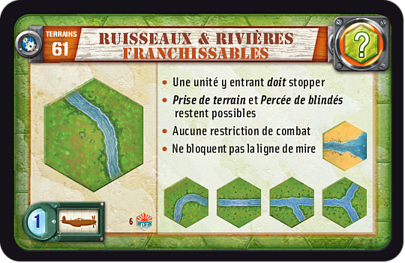 TERRAINS
61
RUISSEAUX & RIVIÈRES
FRANCHISSABLES
?
• Une unité y entrant doit stopper
• Prise de terrain et Percée de blindés
restent possibles
• Aucune restriction de combat
• Ne bloquent pas la ligne de mire
1
6
PT